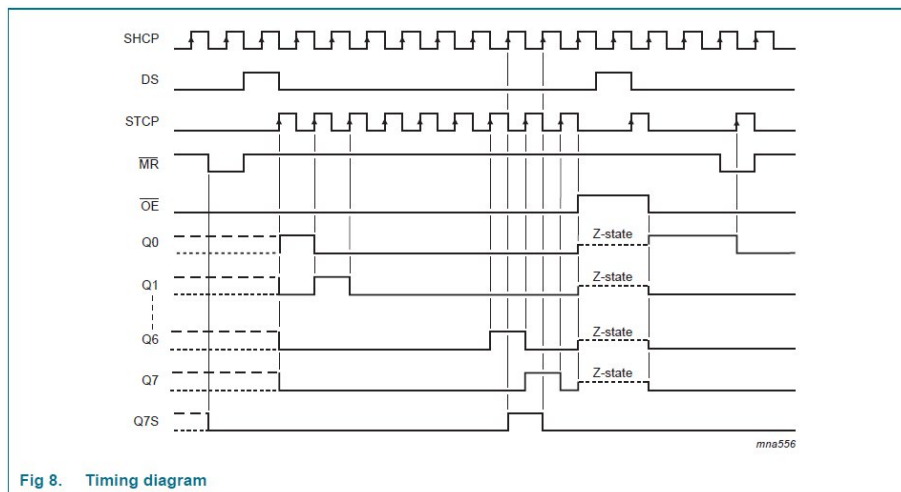 SHCP
DS
STCP
MR
OE
Q0
Z-state
Q1
Z-state
Q6
Z-state
Q7
Z-state
Q7S
mna556
Fig 8. Timing diagram